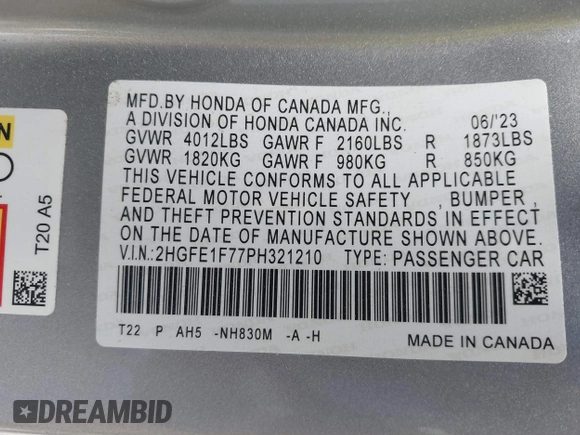 MFD.BY HONDA OF CANADA MFG.,
A DIVISION OF HONDA CANADA INC. 06/'23
GVWR 4012LBS GAWR F 2160LBS R 1873LBS
GVWR 1820KG GAWR F 980KG R 850KG
THIS VEHICLE CONFORMS TO ALL APPLICABLE
FEDERAL MOTOR VEHICLE SAFETY , BUMPER ,
AND THEFT PREVENTION STANDARDS IN EFFECT
ON THE DATE OF MANUFACTURE SHOWN ABOVE.
V.I.N.:2HGFE1F77PH321210 TYPE: PASSENGER CAR
T22 P AH5 -NH830M -A -H
MADE IN CANADA
T20 A5
DREAMBID